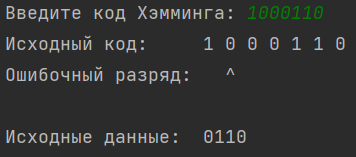 Введите код Хэмминга: 1000110
Исходный код: 1 0 0 0 1 1 0
Ошибочный разряд: ^
Исходные данные: 0110